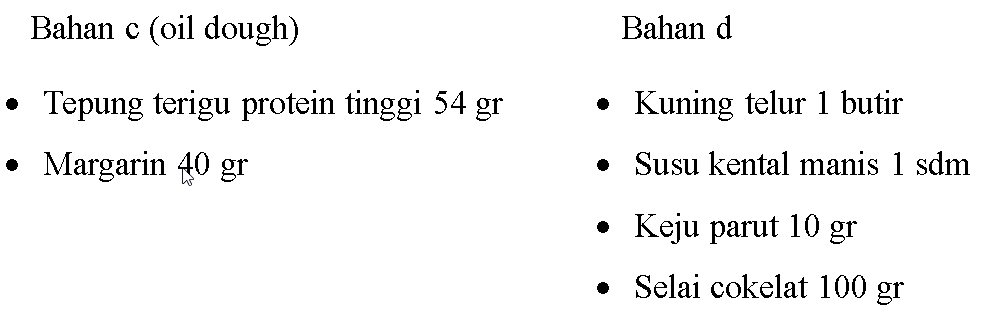 Bahan c (oil dough)
• Tepung terigu protein tinggi 54 gr
• Margarin 40 gr
Bahan d
• Kuning telur 1 butir
• Susu kental manis 1 sdm
• Keju parut 10 gr
• Selai cokelat 100 gr